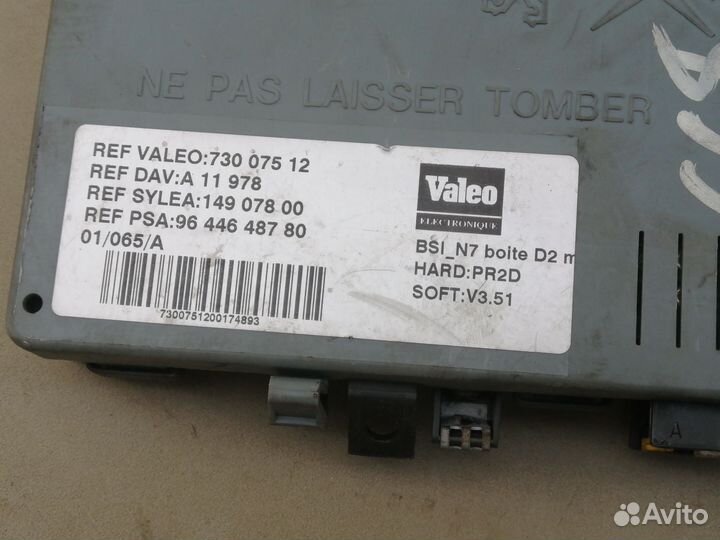 NE PAS LAISSER TOMBER
REF VALEO:730 075 12
REF DAV:A 11 978
REF SYLEA:149 078 00
REF PSA:96 446 487 80
01/065/A
7300751200174893
Valeo
ELECTRONIQUE
BSI_N7 boite D2 m
HARD:PR2D
SOFT:V3.51
A
Avito